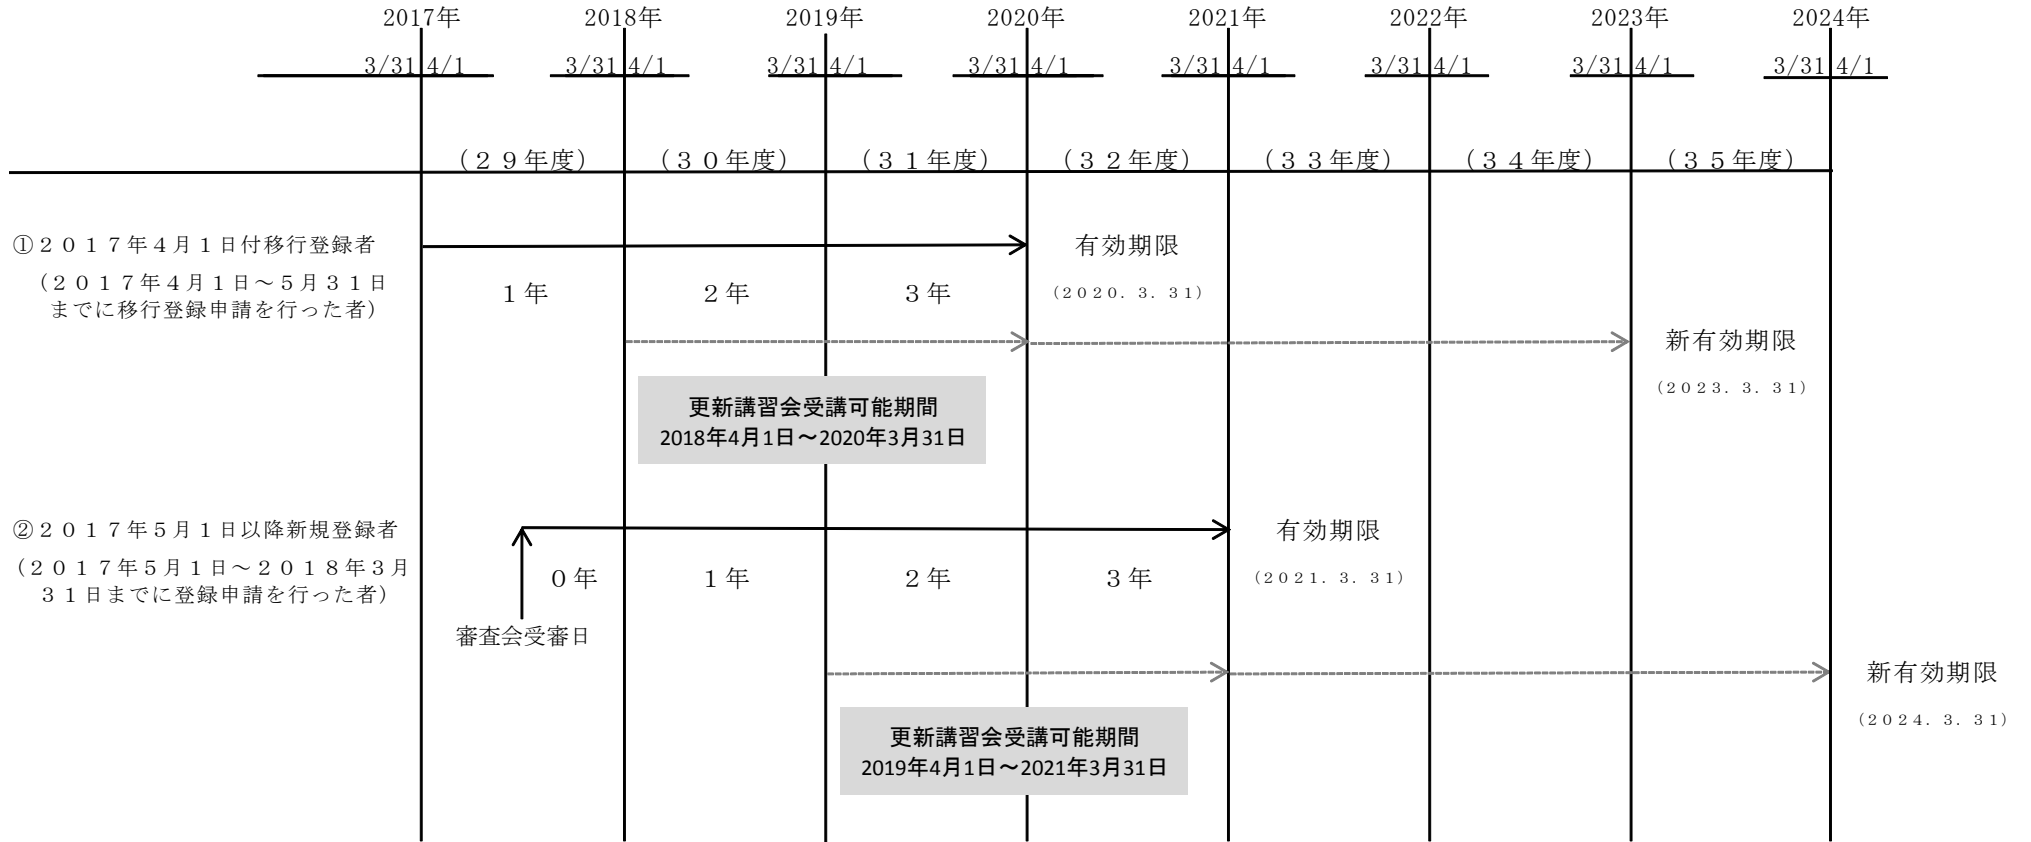 2017年 2018年 2019年 2020年 2021年 2022年 2023年 2024年
3/31 4/1 3/31 4/1 3/31 4/1 3/31 4/1 3/31 4/1 3/31 4/1 3/31 4/1 3/31 4/1
（２９年度） （３０年度） （３１年度） （３２年度） （３３年度） （３４年度） （３５年度）
①２０１７年４月１日付移行登録者
（２０１７年４月１日～５月３１日
までに移行登録申請を行った者）
１年 ２年 ３年
有効期限
（２０２０．３．３１）
新有効期限
（２０２３．３．３１）
更新講習会受講可能期間
2018年4月1日～2020年3月31日
②２０１７年５月１日以降新規登録者
（２０１７年５月１日～２０１８年３月
３１日までに登録申請を行った者）
０年 １年 ２年 ３年
有効期限
（２０２１．３．３１）
審査会受審日
新有効期限
（２０２４．３．３１）
更新講習会受講可能期間
2019年4月1日～2021年3月31日